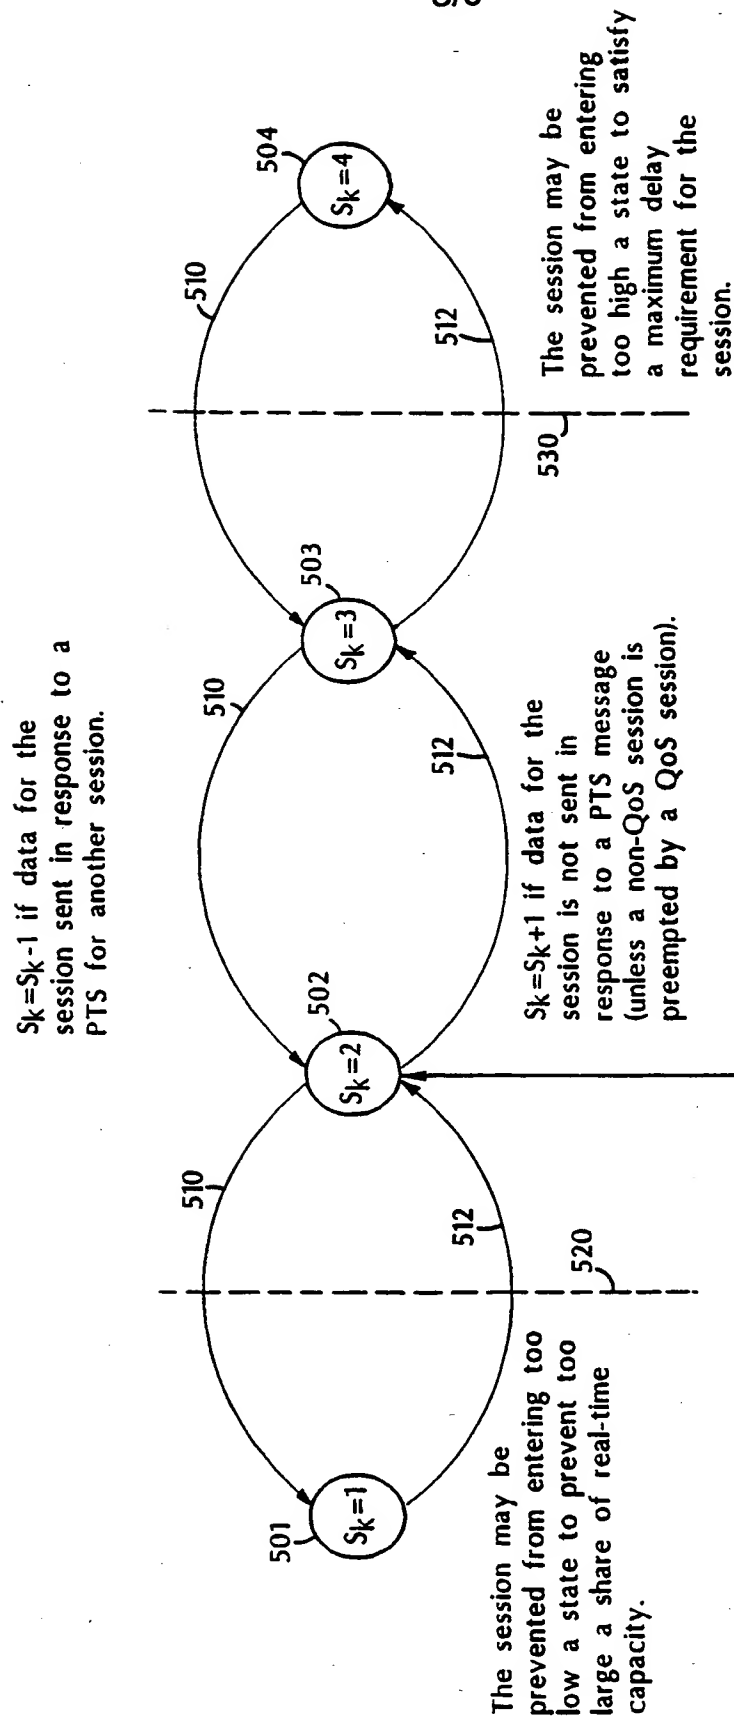 Sk=Sk-1 if data for the
session sent in response to a
PTS for another session.
510
510
510
501
Sk=1
502
Sk=2
503
Sk=3
504
Sk=4
512
512
512
520
530
The session may be
prevented from entering too
low a state to prevent too
large a share of real-time
capacity.
Sk=Sk+1 if data for the
session is not sent in
response to a PTS message
(unless a non-QoS session is
preempted by a QoS session).
The session may be
prevented from entering
too high a state to satisfy
a maximum delay
requirement for the
session.